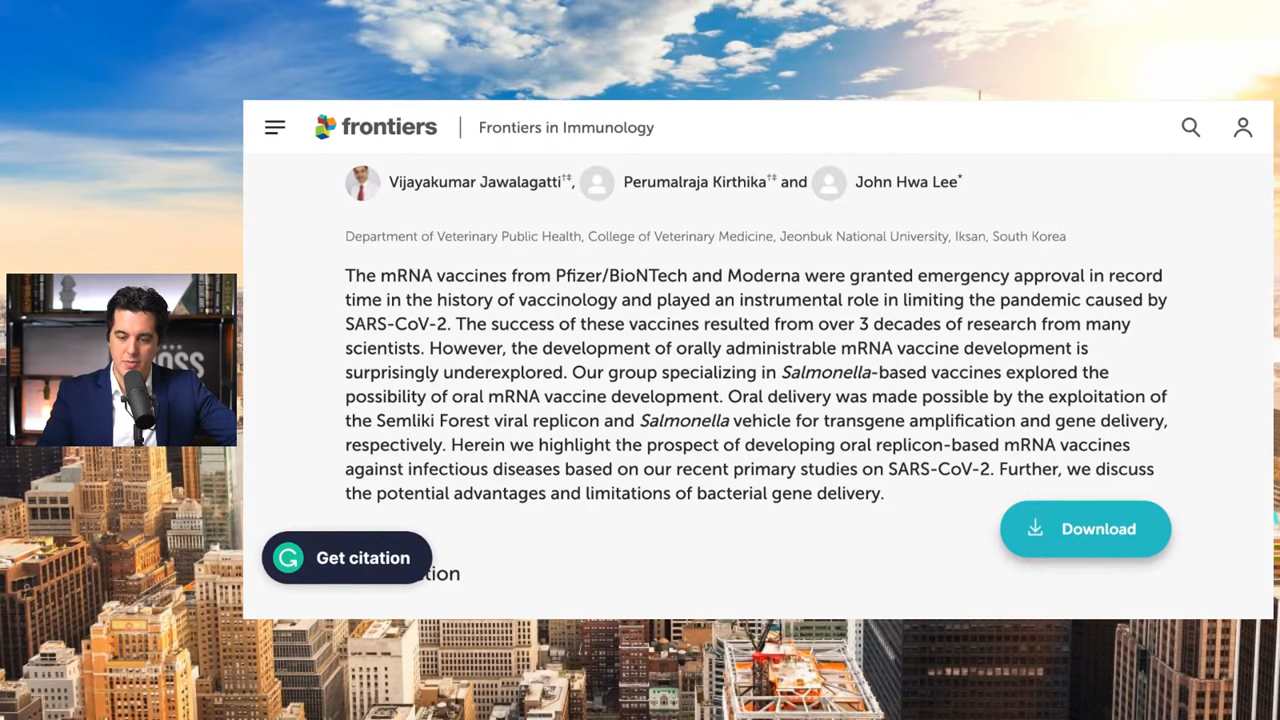 frontiers | Frontiers in Immunology
Vijayakumar Jawalagatti†‡, Perumalraja Kirthika†‡ and John Hwa Lee*
Department of Veterinary Public Health, College of Veterinary Medicine, Jeonbuk National University, Iksan, South Korea
The mRNA vaccines from Pfizer/BioNTech and Moderna were granted emergency approval in record
time in the history of vaccinology and played an instrumental role in limiting the pandemic caused by
SARS-CoV-2. The success of these vaccines resulted from over 3 decades of research from many
scientists. However, the development of orally administrable mRNA vaccine development is
surprisingly underexplored. Our group specializing in Salmonella-based vaccines explored the
possibility of oral mRNA vaccine development. Oral delivery was made possible by the exploitation of
the Semliki Forest viral replicon and Salmonella vehicle for transgene amplification and gene delivery,
respectively. Herein we highlight the prospect of developing oral replicon-based mRNA vaccines
against infectious diseases based on our recent primary studies on SARS-CoV-2. Further, we discuss
the potential advantages and limitations of bacterial gene delivery.
Download
Get citation
tion